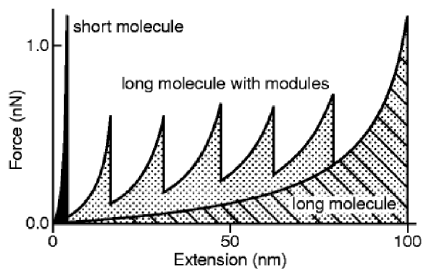 short molecule
1.0
long molecule with modules
Force (nN)
long molecule
0.0
0
50
100
Extension (nm)